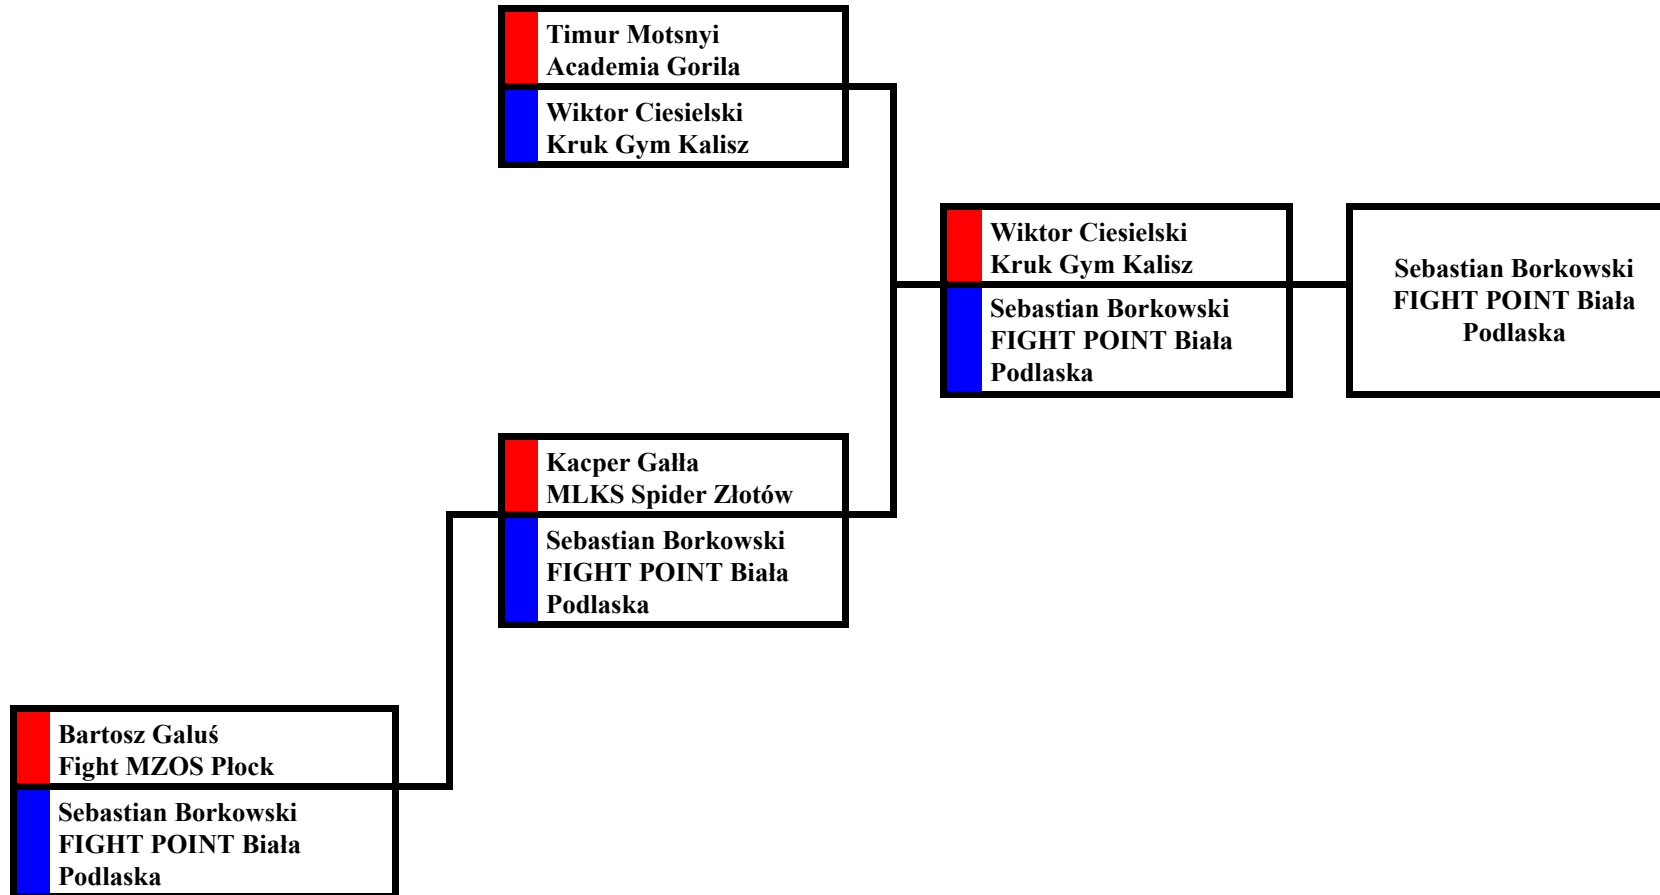 Timur Motsnyi
Academia Gorila
Wiktor Ciesielski
Kruk Gym Kalisz
Wiktor Ciesielski
Kruk Gym Kalisz
Sebastian Borkowski
FIGHT POINT Biała
Podlaska
Sebastian Borkowski
FIGHT POINT Biała
Podlaska
Kacper Gałła
MLKS Spider Złotów
Sebastian Borkowski
FIGHT POINT Biała
Podlaska
Bartosz Galuś
Fight MZOS Płock
Sebastian Borkowski
FIGHT POINT Biała
Podlaska